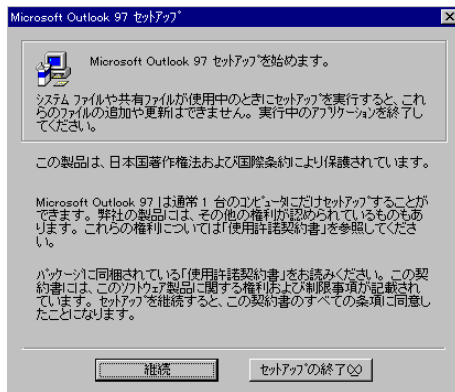 Microsoft Outlook 97 ｾｯﾄｱｯﾌﾟ
Microsoft Outlook 97 ｾｯﾄｱｯﾌﾟを始めます。
ｼｽﾃﾑ ﾌｧｲﾙや共有ﾌｧｲﾙが使用中のときにｾｯﾄｱｯﾌﾟを実行すると、これ
らのﾌｧｲﾙの追加や更新はできません。実行中のｱﾌﾟﾘｹｰｼｮﾝを終了し
てください。
この製品は、日本国著作権法および国際条約により保護されています。
Microsoft Outlook 97 は通常 1 台のｺﾝﾋﾟｭｰﾀにだけｾｯﾄｱｯﾌﾟすることが
できます。弊社の製品には、その他の権利が認められているものもあ
ります。これらの権利については「使用許諾契約書」を参照してくださ
い。
ﾊﾟｯｹｰｼﾞに同梱されている「使用許諾契約書」をお読みください。この契
約書には、このｿﾌﾄｳｪｱ製品に関する権利および制限事項が記載され
ています。ｾｯﾄｱｯﾌﾟを継続すると、この契約書のすべての条項に同意し
たことになります。
継続
ｾｯﾄｱｯﾌﾟの終了(X)